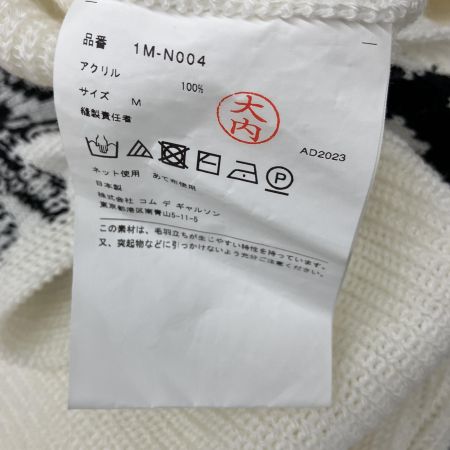 品番 1M-N004
アクリル 100%
サイズ M
縫製責任者
大内
AD2023
ネット使用 あて布使用
日本製
株式会社 コム デ ギャルソン
東京都港区南青山5-11-5
この素材は、毛羽立ちが生じやすい特性を持っています。
又、突起物などに引っかけないよう充分ご注意ください。